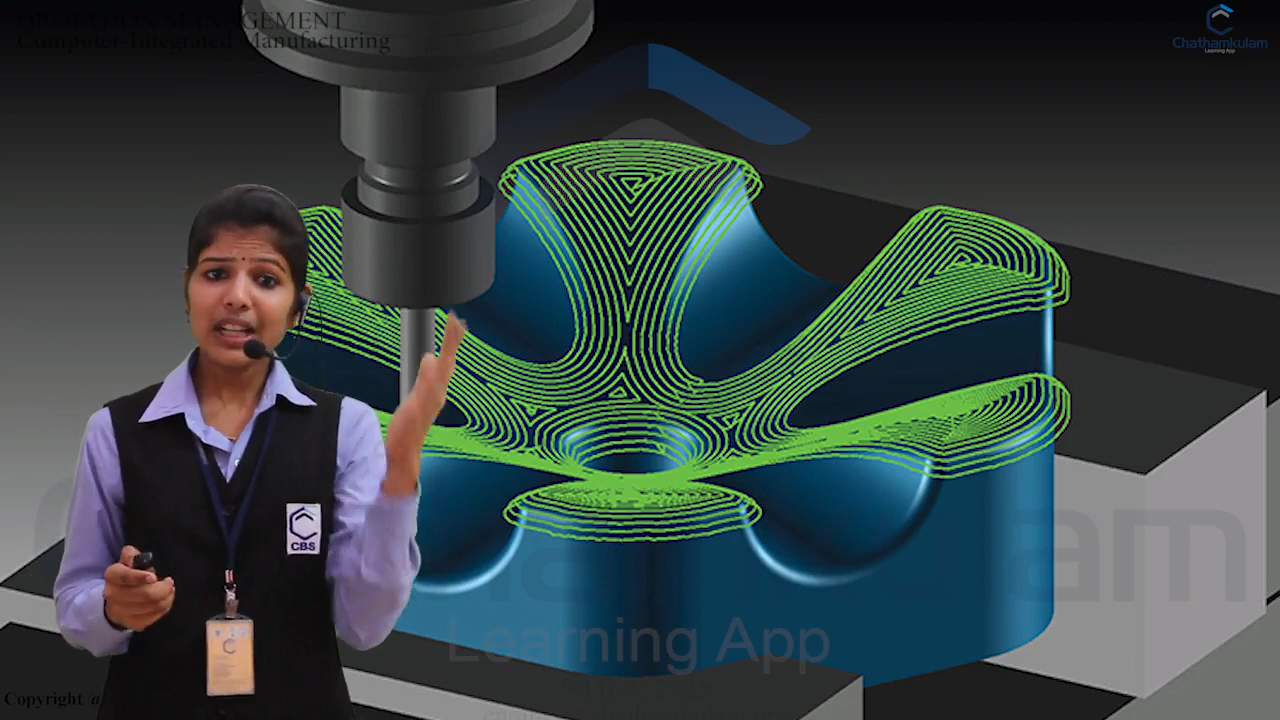 OPERATION MANAGEMENT
Computer-Integrated Manufacturing
Chathamkulam
Learning App
CBS
Learning App
Copyright @